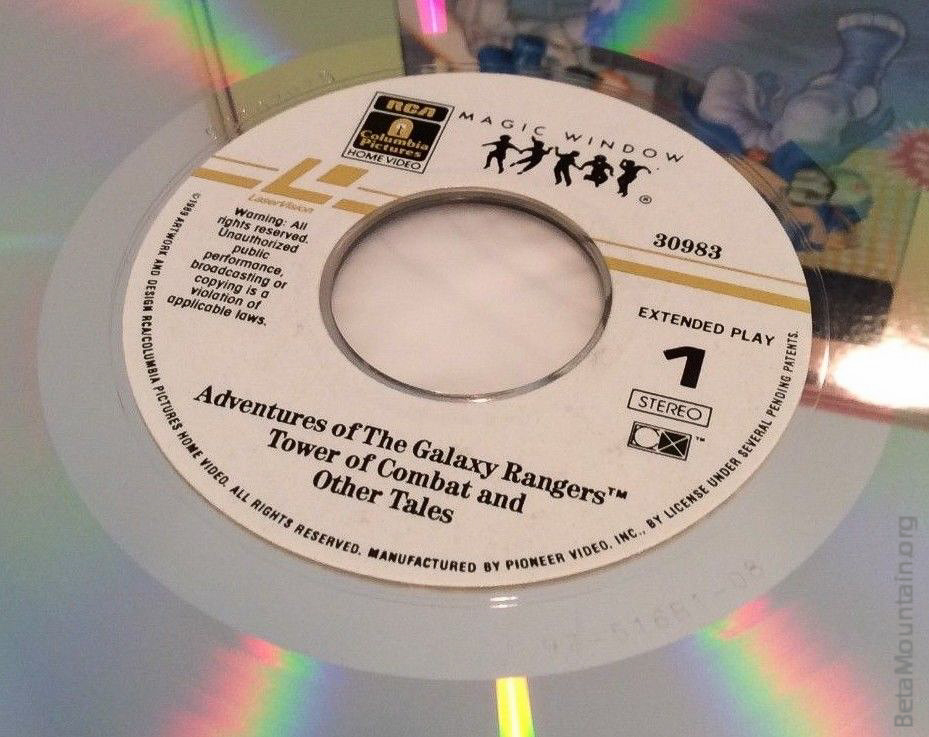 RCA
Columbia
Pictures
HOME VIDEO
MAGIC WINDOW
®
LaserVision
30983
Warning: All
rights reserved.
Unauthorized
public
performance,
broadcasting or
copying is a
violation of
applicable laws.
EXTENDED PLAY
1
STEREO
CX™
Adventures of The Galaxy Rangers™
Tower of Combat and
Other Tales
©1989 ARTWORK AND DESIGN RCA/COLUMBIA PICTURES HOME VIDEO. ALL RIGHTS RESERVED. MANUFACTURED BY PIONEER VIDEO, INC., BY LICENSE UNDER SEVERAL PENDING PATENTS.
BetaMountain.org